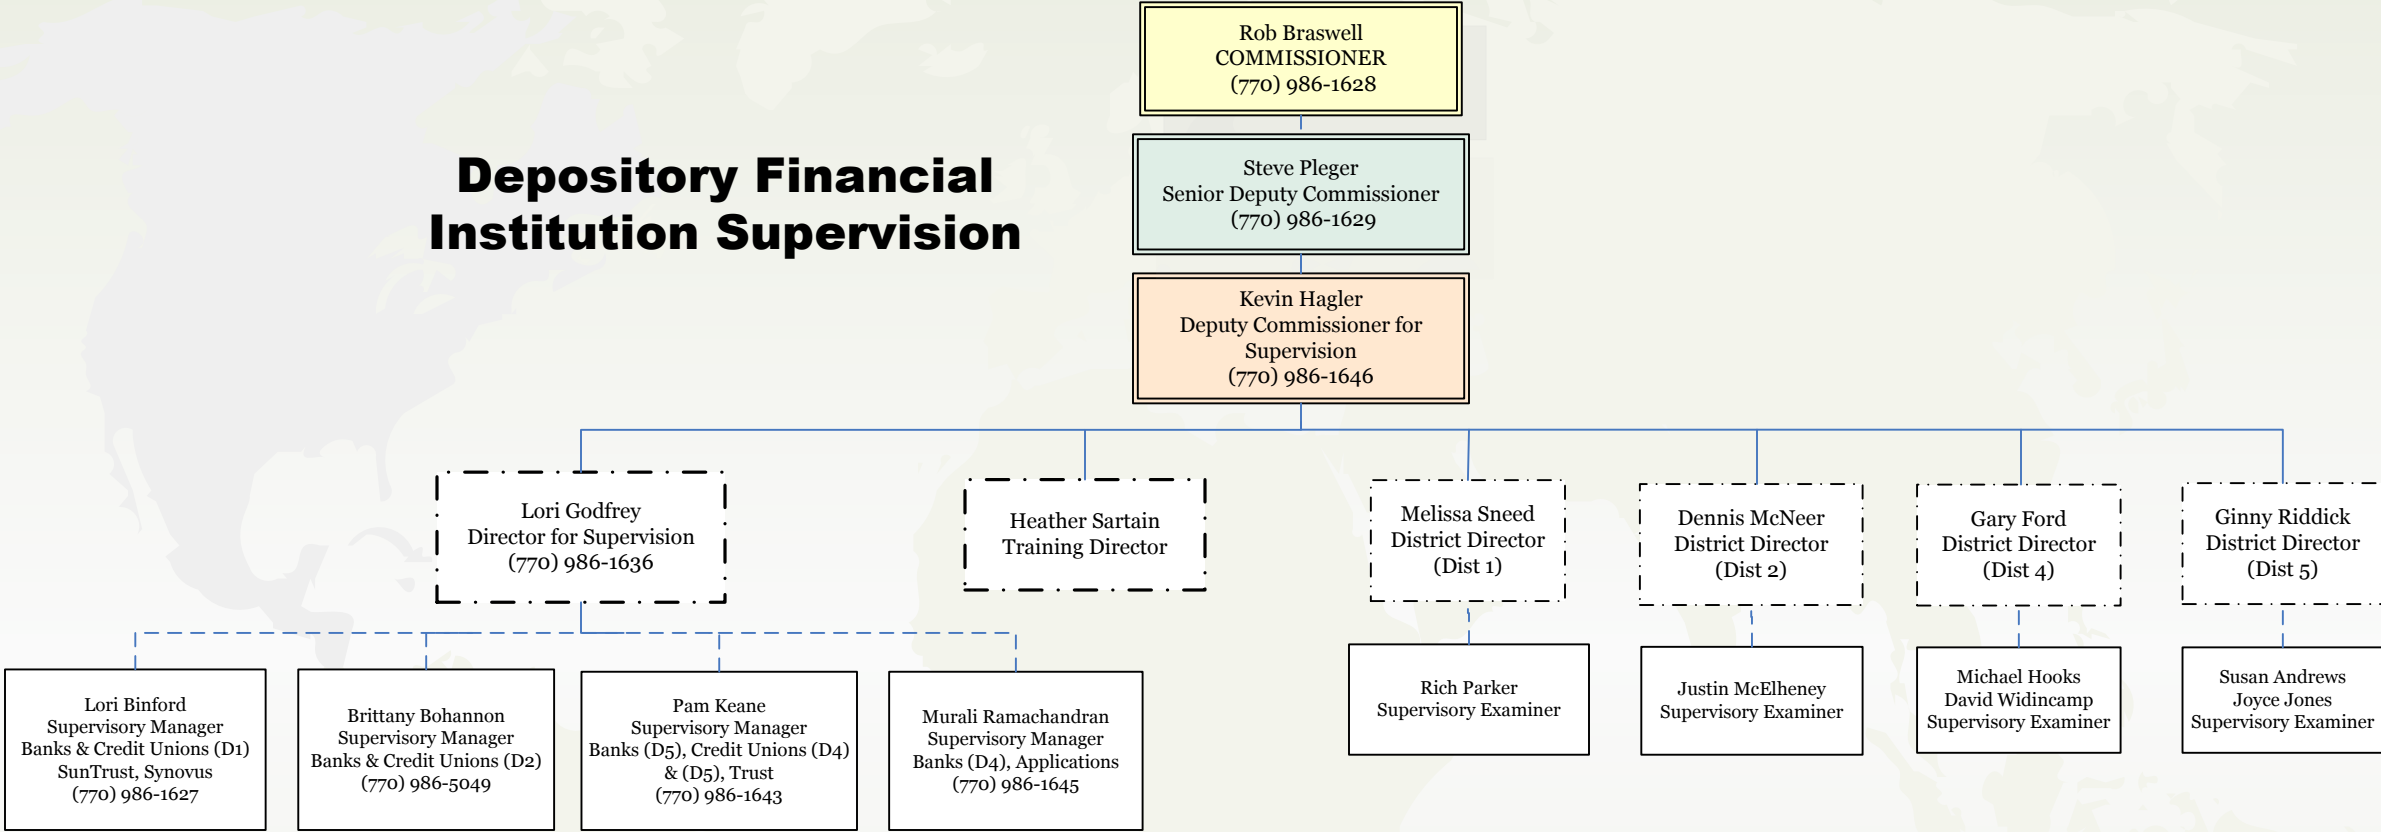 Rob Braswell
COMMISSIONER
(770) 986-1628
Depository Financial
Institution Supervision
Steve Pleger
Senior Deputy Commissioner
(770) 986-1629
Kevin Hagler
Deputy Commissioner for
Supervision
(770) 986-1646
Lori Godfrey
Director for Supervision
(770) 986-1636
Heather Sartain
Training Director
Melissa Sneed
District Director
(Dist 1)
Dennis McNeer
District Director
(Dist 2)
Gary Ford
District Director
(Dist 4)
Ginny Riddick
District Director
(Dist 5)
Lori Binford
Supervisory Manager
Banks & Credit Unions (D1)
SunTrust, Synovus
(770) 986-1627
Brittany Bohannon
Supervisory Manager
Banks & Credit Unions (D2)
(770) 986-5049
Pam Keane
Supervisory Manager
Banks (D5), Credit Unions (D4)
& (D5), Trust
(770) 986-1643
Murali Ramachandran
Supervisory Manager
Banks (D4), Applications
(770) 986-1645
Rich Parker
Supervisory Examiner
Justin McElheney
Supervisory Examiner
Michael Hooks
David Widincamp
Supervisory Examiner
Susan Andrews
Joyce Jones
Supervisory Examiner